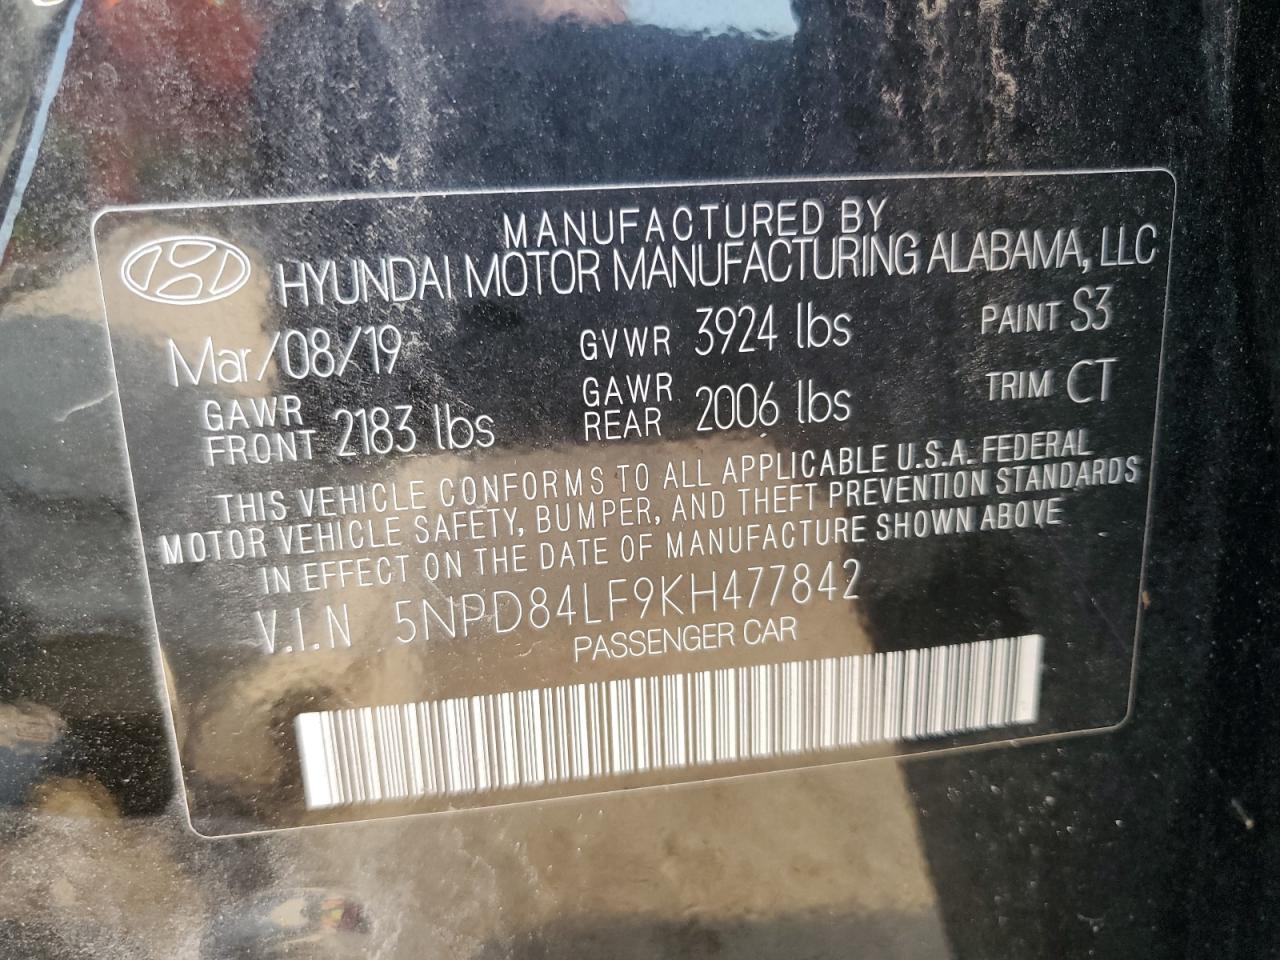 MANUFACTURED BY
HYUNDAI MOTOR MANUFACTURING ALABAMA, LLC
Mar/08/19 GVWR 3924 lbs PAINT S3
GAWR FRONT 2183 lbs GAWR REAR 2006 lbs TRIM CT
THIS VEHICLE CONFORMS TO ALL APPLICABLE U.S.A. FEDERAL
MOTOR VEHICLE SAFETY, BUMPER, AND THEFT PREVENTION STANDARDS
IN EFFECT ON THE DATE OF MANUFACTURE SHOWN ABOVE
V.I.N 5NPD84LF9KH477842
PASSENGER CAR